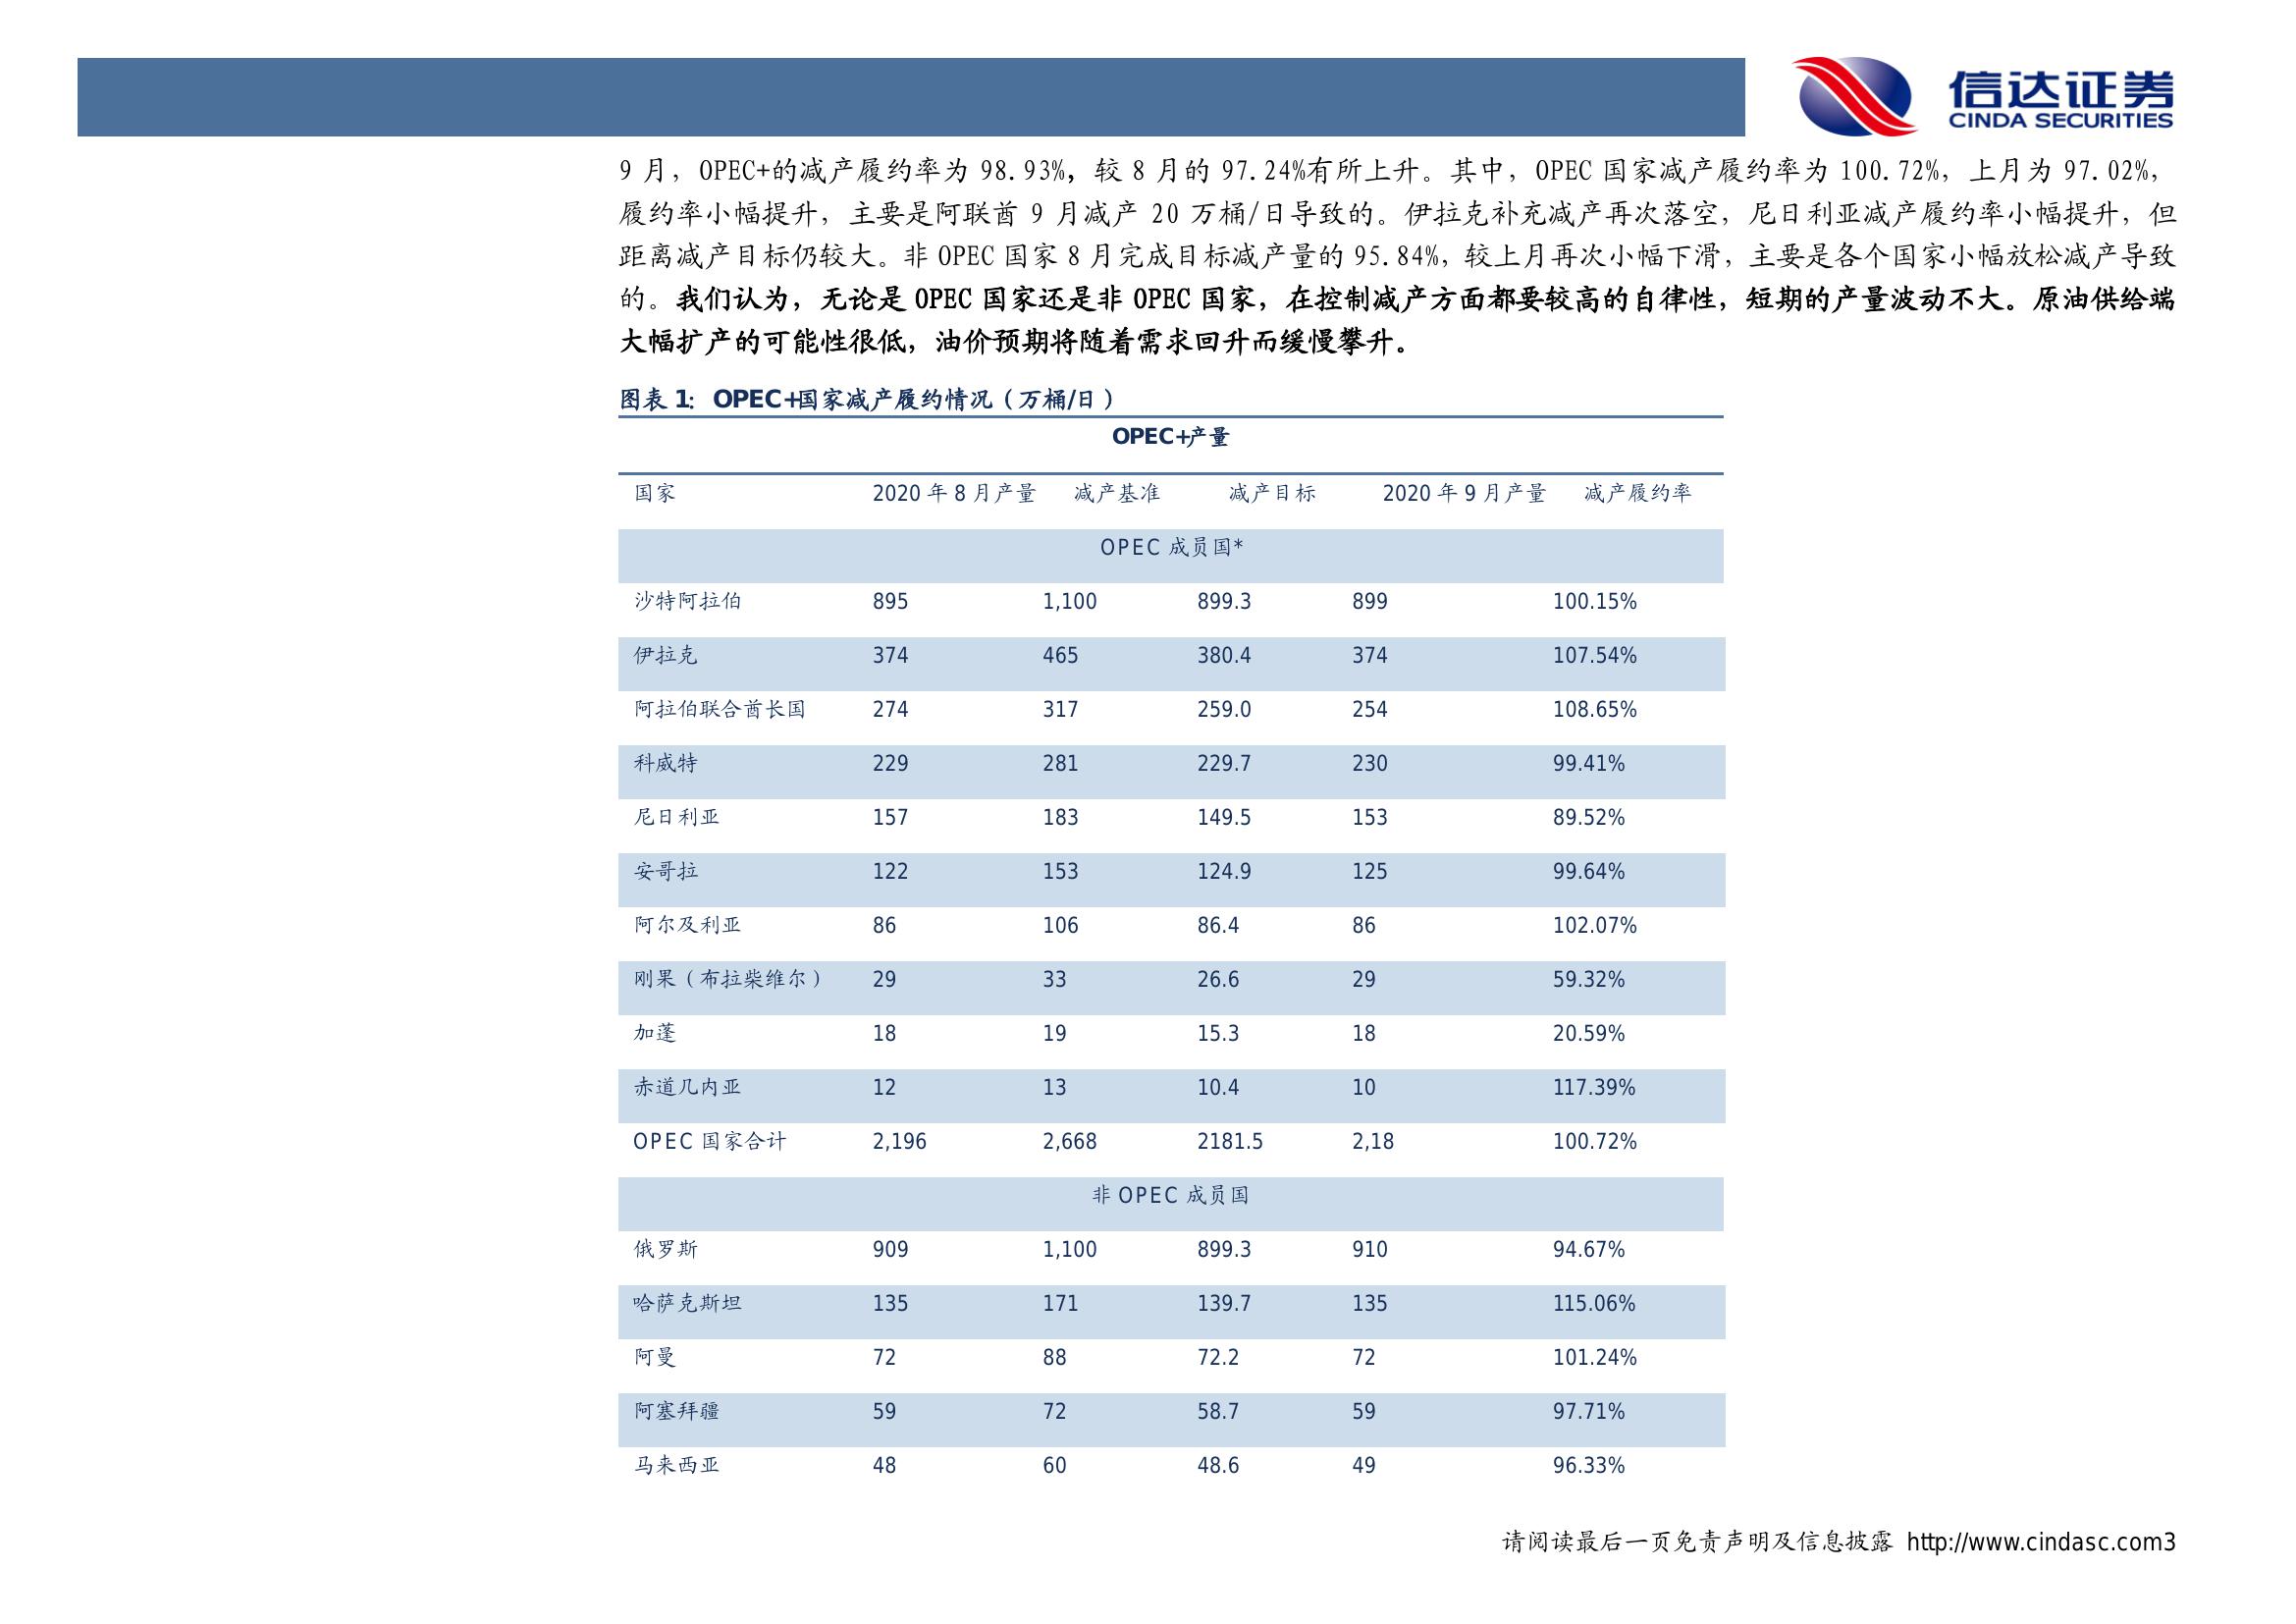 信达证券
CINDA SECURITIES
9 月，OPEC+的减产履约率为 98.93%，较 8 月的 97.24%有所上升。其中，OPEC 国家减产履约率为 100.72%，上月为 97.02%，
履约率小幅提升，主要是阿联酋 9 月减产 20 万桶/日导致的。伊拉克补充减产再次落空，尼日利亚减产履约率小幅提升，但
距离减产目标仍较大。非 OPEC 国家 8 月完成目标减产量的 95.84%，较上月再次小幅下滑，主要是各个国家小幅放松减产导致
的。我们认为，无论是 OPEC 国家还是非 OPEC 国家，在控制减产方面都要较高的自律性，短期的产量波动不大。原油供给端
大幅扩产的可能性很低，油价预期将随着需求回升而缓慢攀升。
图表 1： OPEC+国家减产履约情况（万桶/日）
OPEC+产量
国家 2020 年 8 月产量 减产基准 减产目标 2020 年 9 月产量 减产履约率
OPEC 成员国*
沙特阿拉伯 895 1,100 899.3 899 100.15%
伊拉克 374 465 380.4 374 107.54%
阿拉伯联合酋长国 274 317 259.0 254 108.65%
科威特 229 281 229.7 230 99.41%
尼日利亚 157 183 149.5 153 89.52%
安哥拉 122 153 124.9 125 99.64%
阿尔及利亚 86 106 86.4 86 102.07%
刚果（布拉柴维尔） 29 33 26.6 29 59.32%
加蓬 18 19 15.3 18 20.59%
赤道几内亚 12 13 10.4 10 117.39%
OPEC 国家合计 2,196 2,668 2181.5 2,18 100.72%
非 OPEC 成员国
俄罗斯 909 1,100 899.3 910 94.67%
哈萨克斯坦 135 171 139.7 135 115.06%
阿曼 72 88 72.2 72 101.24%
阿塞拜疆 59 72 58.7 59 97.71%
马来西亚 48 60 48.6 49 96.33%
请阅读最后一页免责声明及信息披露 http://www.cindasc.com3